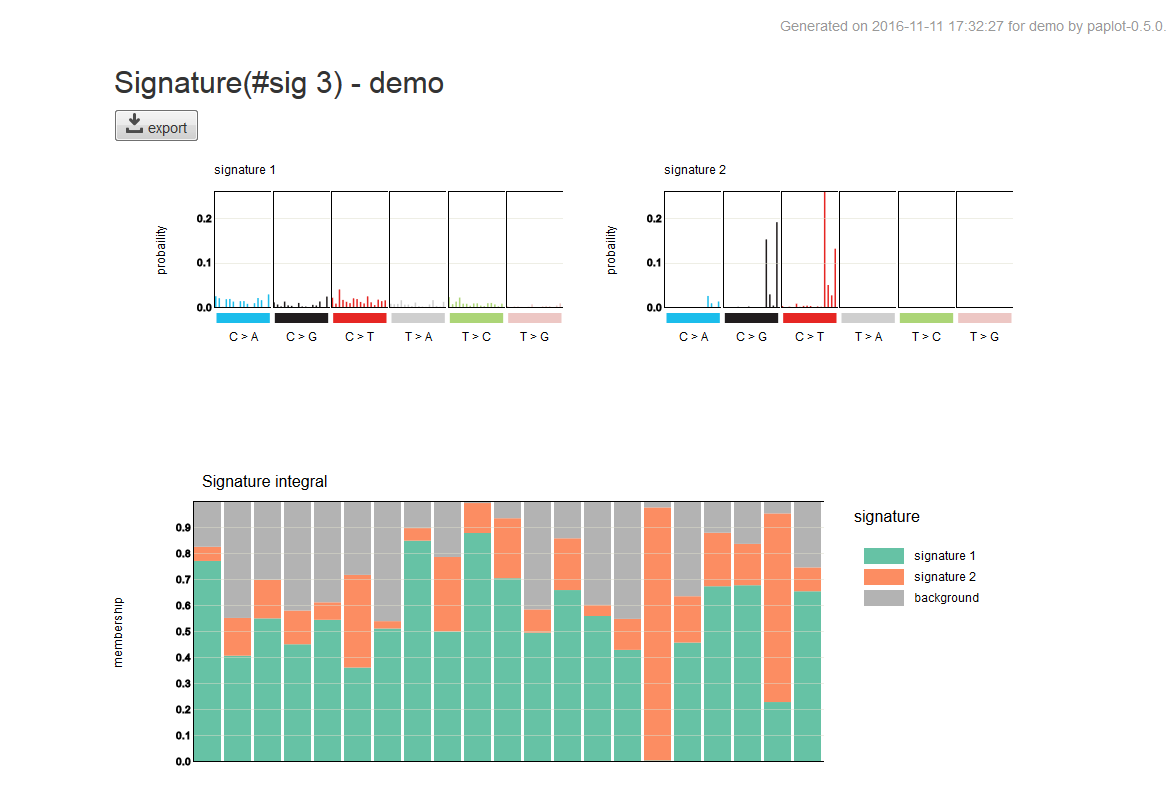 Generated on 2016-11-11 17:32:27 for demo by paplot-0.5.0.
Signature(#sig 3) - demo
export
signature 1
probaility
0.2
0.1
0.0
C > A
C > G
C > T
T > A
T > C
T > G
signature 2
probaility
0.2
0.1
0.0
C > A
C > G
C > T
T > A
T > C
T > G
Signature integral
membership
0.9
0.8
0.7
0.6
0.5
0.4
0.3
0.2
0.1
0.0
signature
signature 1
signature 2
background